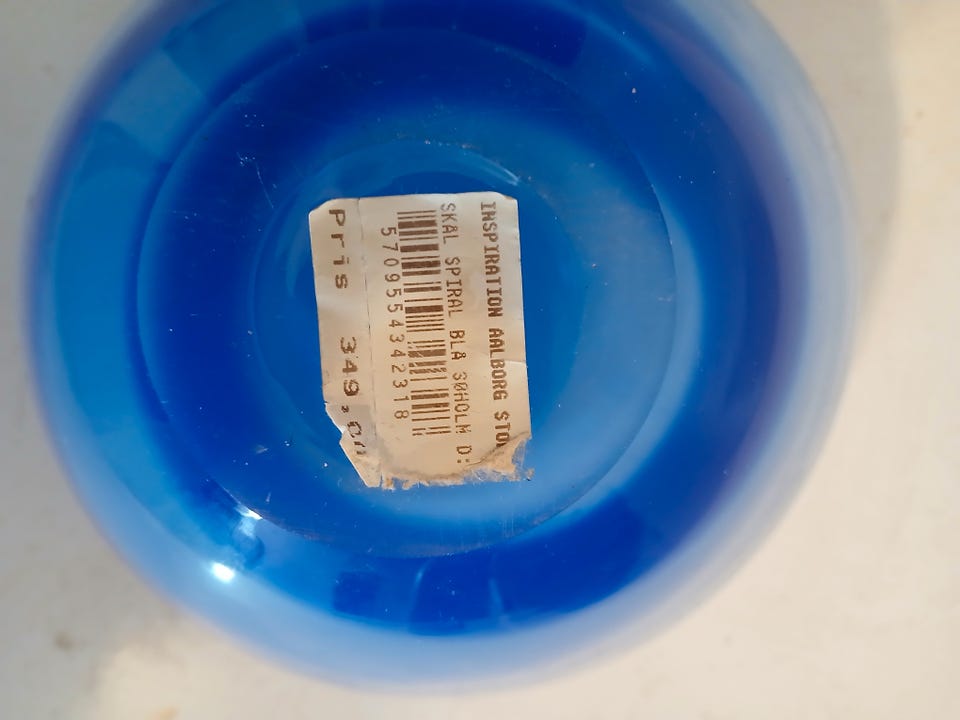 INSPIRATION AALBORG STO
SKÅL SPIRAL BLÅ SØHOLM D:
5709554342318
Pris 349,00